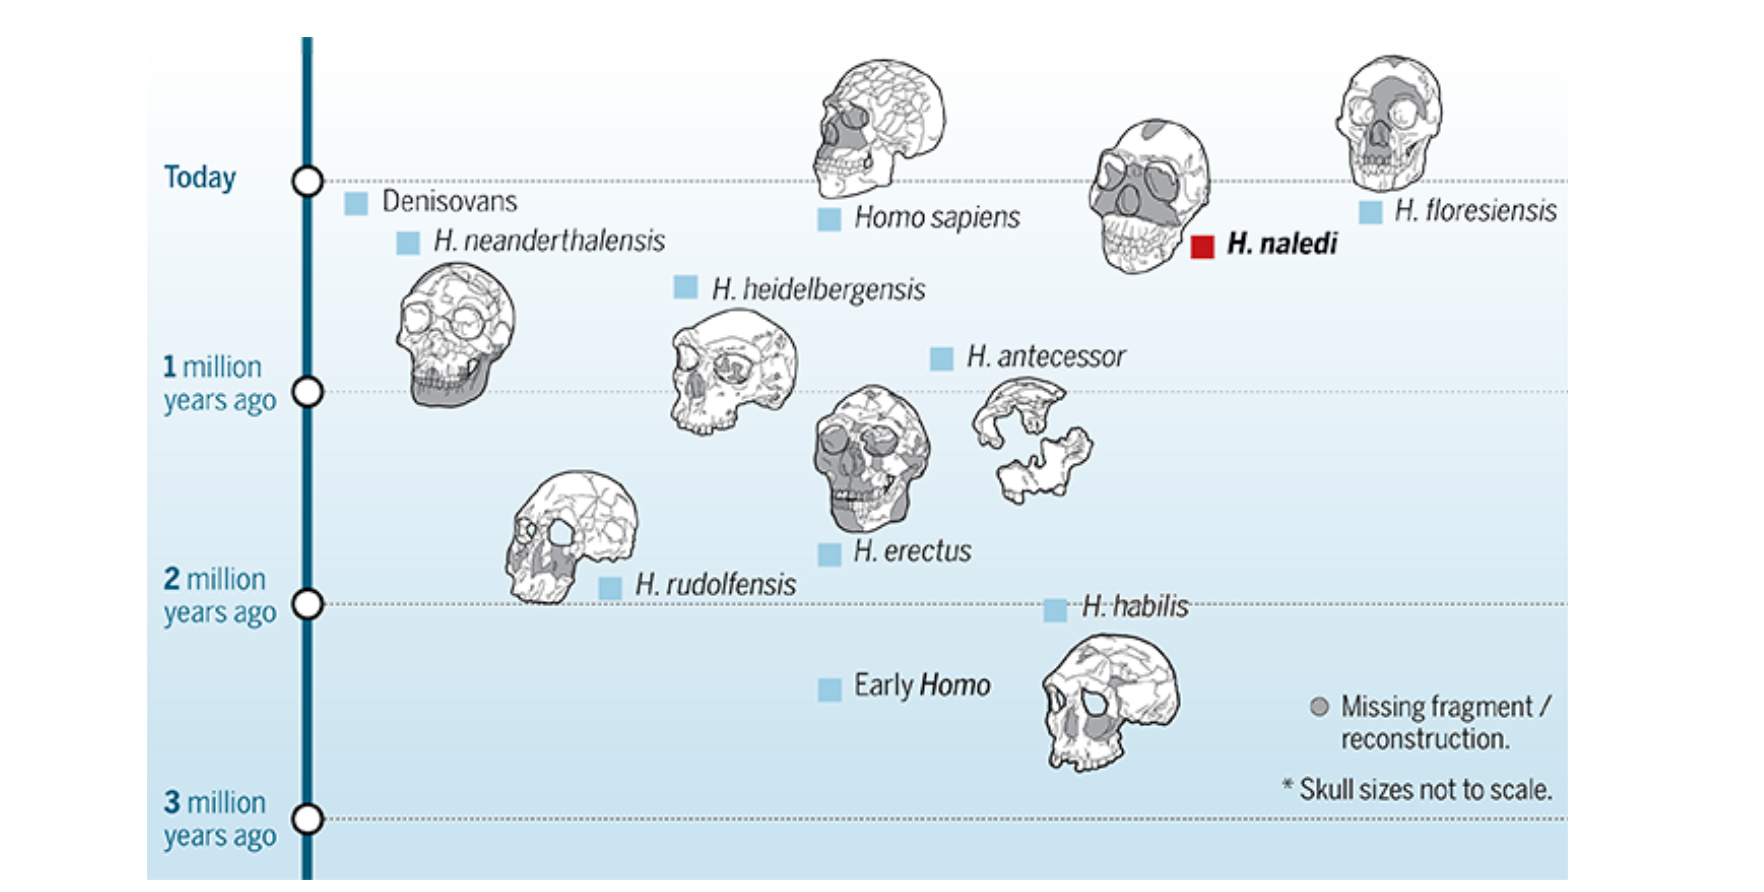 Today
Denisovans
H. neanderthalensis
Homo sapiens
H. naledi
H. floresiensis
H. heidelbergensis
1 million
years ago
H. antecessor
H. erectus
2 million
years ago
H. rudolfensis
H. habilis
Early Homo
Missing fragment /
reconstruction.
* Skull sizes not to scale.
3 million
years ago